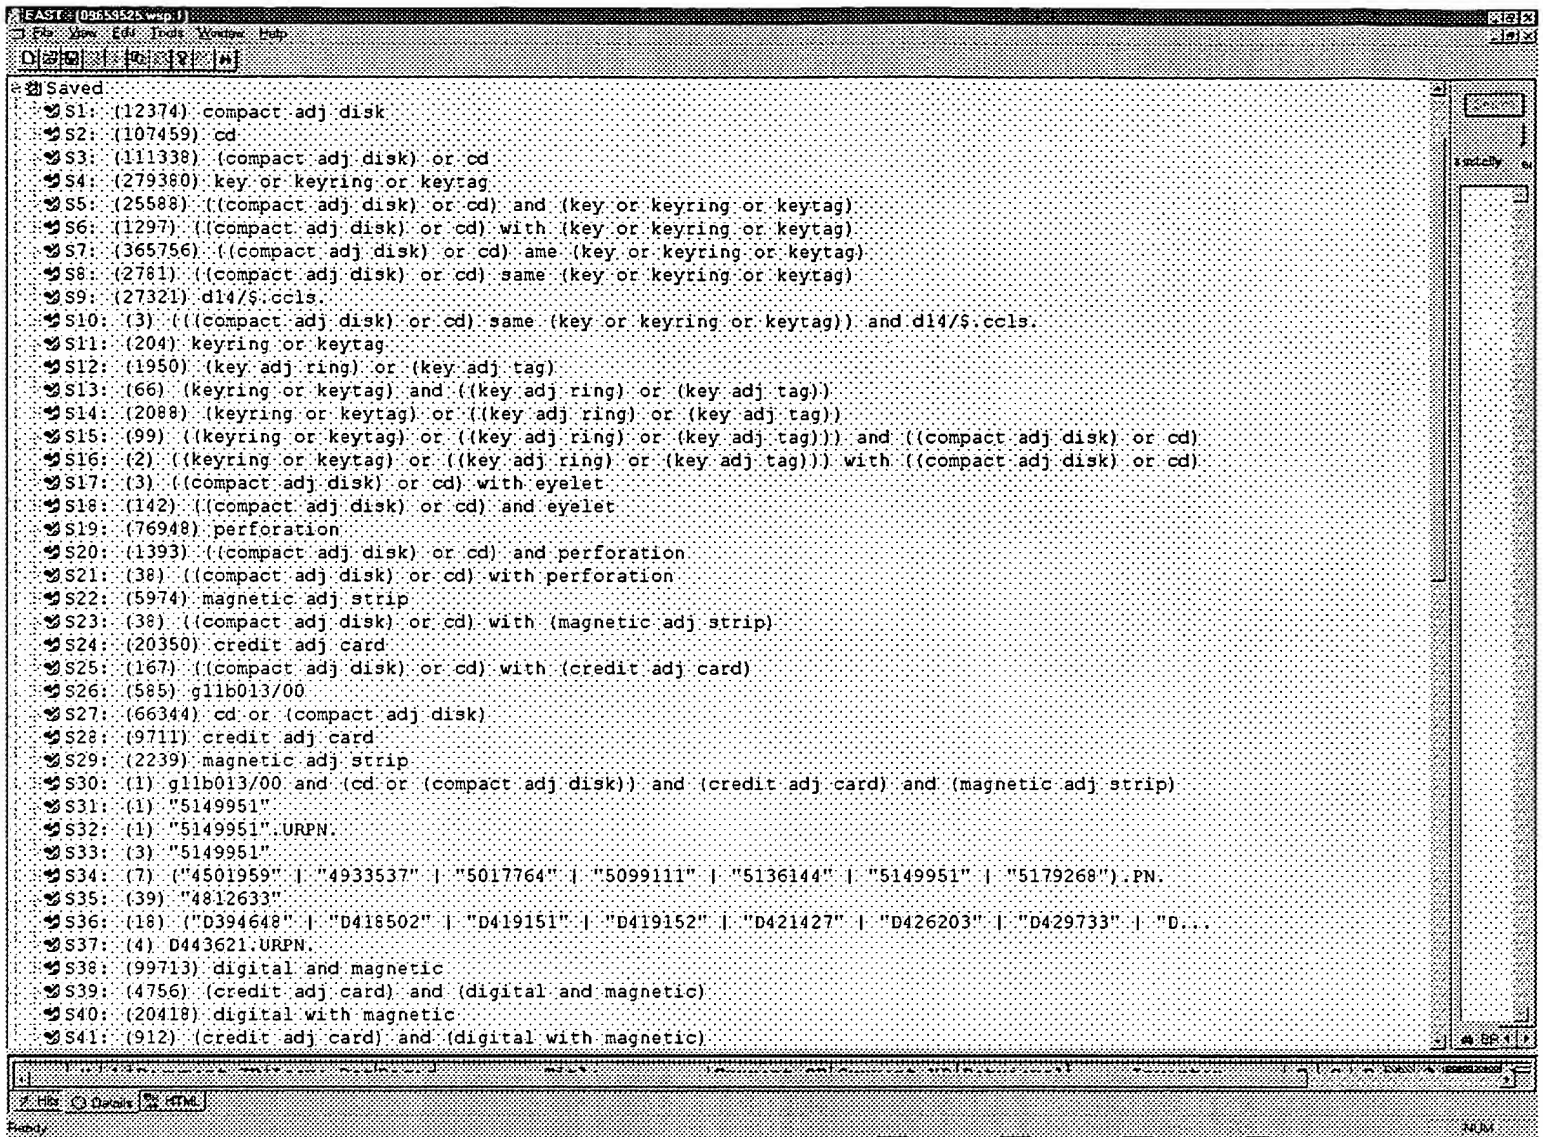 EAST - [09659525.wsp:1]
File View Edit Tools Window Help
Saved
S1: (12374) compact adj disk
S2: (107459) cd
S3: (111338) (compact adj disk) or cd
S4: (279380) key or keyring or keytag
S5: (25588) ((compact adj disk) or cd) and (key or keyring or keytag)
S6: (1297) ((compact adj disk) or cd) with (key or keyring or keytag)
S7: (365756) ((compact adj disk) or cd) ame (key or keyring or keytag)
S8: (2781) ((compact adj disk) or cd) same (key or keyring or keytag)
S9: (27321) d14/$.ccls.
S10: (3) (((compact adj disk) or cd) same (key or keyring or keytag)) and d14/$.ccls.
S11: (204) keyring or keytag
S12: (1950) (key adj ring) or (key adj tag)
S13: (66) (keyring or keytag) and ((key adj ring) or (key adj tag))
S14: (2088) (keyring or keytag) or ((key adj ring) or (key adj tag))
S15: (99) ((keyring or keytag) or ((key adj ring) or (key adj tag))) and ((compact adj disk) or cd)
S16: (2) ((keyring or keytag) or ((key adj ring) or (key adj tag))) with ((compact adj disk) or cd)
S17: (3) ((compact adj disk) or cd) with eyelet
S18: (142) ((compact adj disk) or cd) and eyelet
S19: (76948) perforation
S20: (1393) ((compact adj disk) or cd) and perforation
S21: (38) ((compact adj disk) or cd) with perforation
S22: (5974) magnetic adj strip
S23: (38) ((compact adj disk) or cd) with (magnetic adj strip)
S24: (20350) credit adj card
S25: (167) ((compact adj disk) or cd) with (credit adj card)
S26: (585) g11b013/00
S27: (66344) cd or (compact adj disk)
S28: (9711) credit adj card
S29: (2239) magnetic adj strip
S30: (1) g11b013/00 and (cd or (compact adj disk)) and (credit adj card) and (magnetic adj strip)
S31: (1) "5149951"
S32: (1) "5149951".URPN.
S33: (3) "5149951"
S34: (7) ("4501959" | "4933537" | "5017764" | "5099111" | "5136144" | "5149951" | "5179268").PN.
S35: (39) "4812633"
S36: (18) ("D394648" | "D418502" | "D419151" | "D419152" | "D421427" | "D426203" | "D429733" | "D...
S37: (4) D443621.URPN.
S38: (99713) digital and magnetic
S39: (4756) (credit adj card) and (digital and magnetic)
S40: (20418) digital with magnetic
S41: (912) (credit adj card) and (digital with magnetic)
Hits Details HTML
Ready
NUM